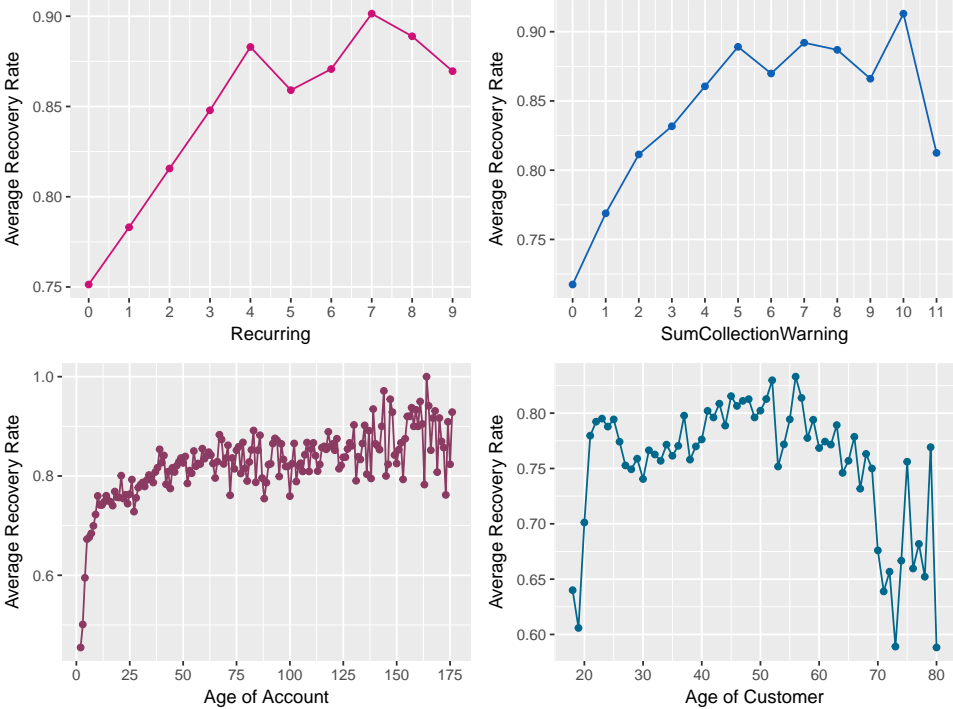 Average Recovery Rate
0.90
0.85
0.80
0.75
0 1 2 3 4 5 6 7 8 9
Recurring
Average Recovery Rate
0.90
0.85
0.80
0.75
0 1 2 3 4 5 6 7 8 9 10 11
SumCollectionWarning
Average Recovery Rate
1.0
0.8
0.6
0 25 50 75 100 125 150 175
Age of Account
Average Recovery Rate
0.80
0.75
0.70
0.65
0.60
20 30 40 50 60 70 80
Age of Customer